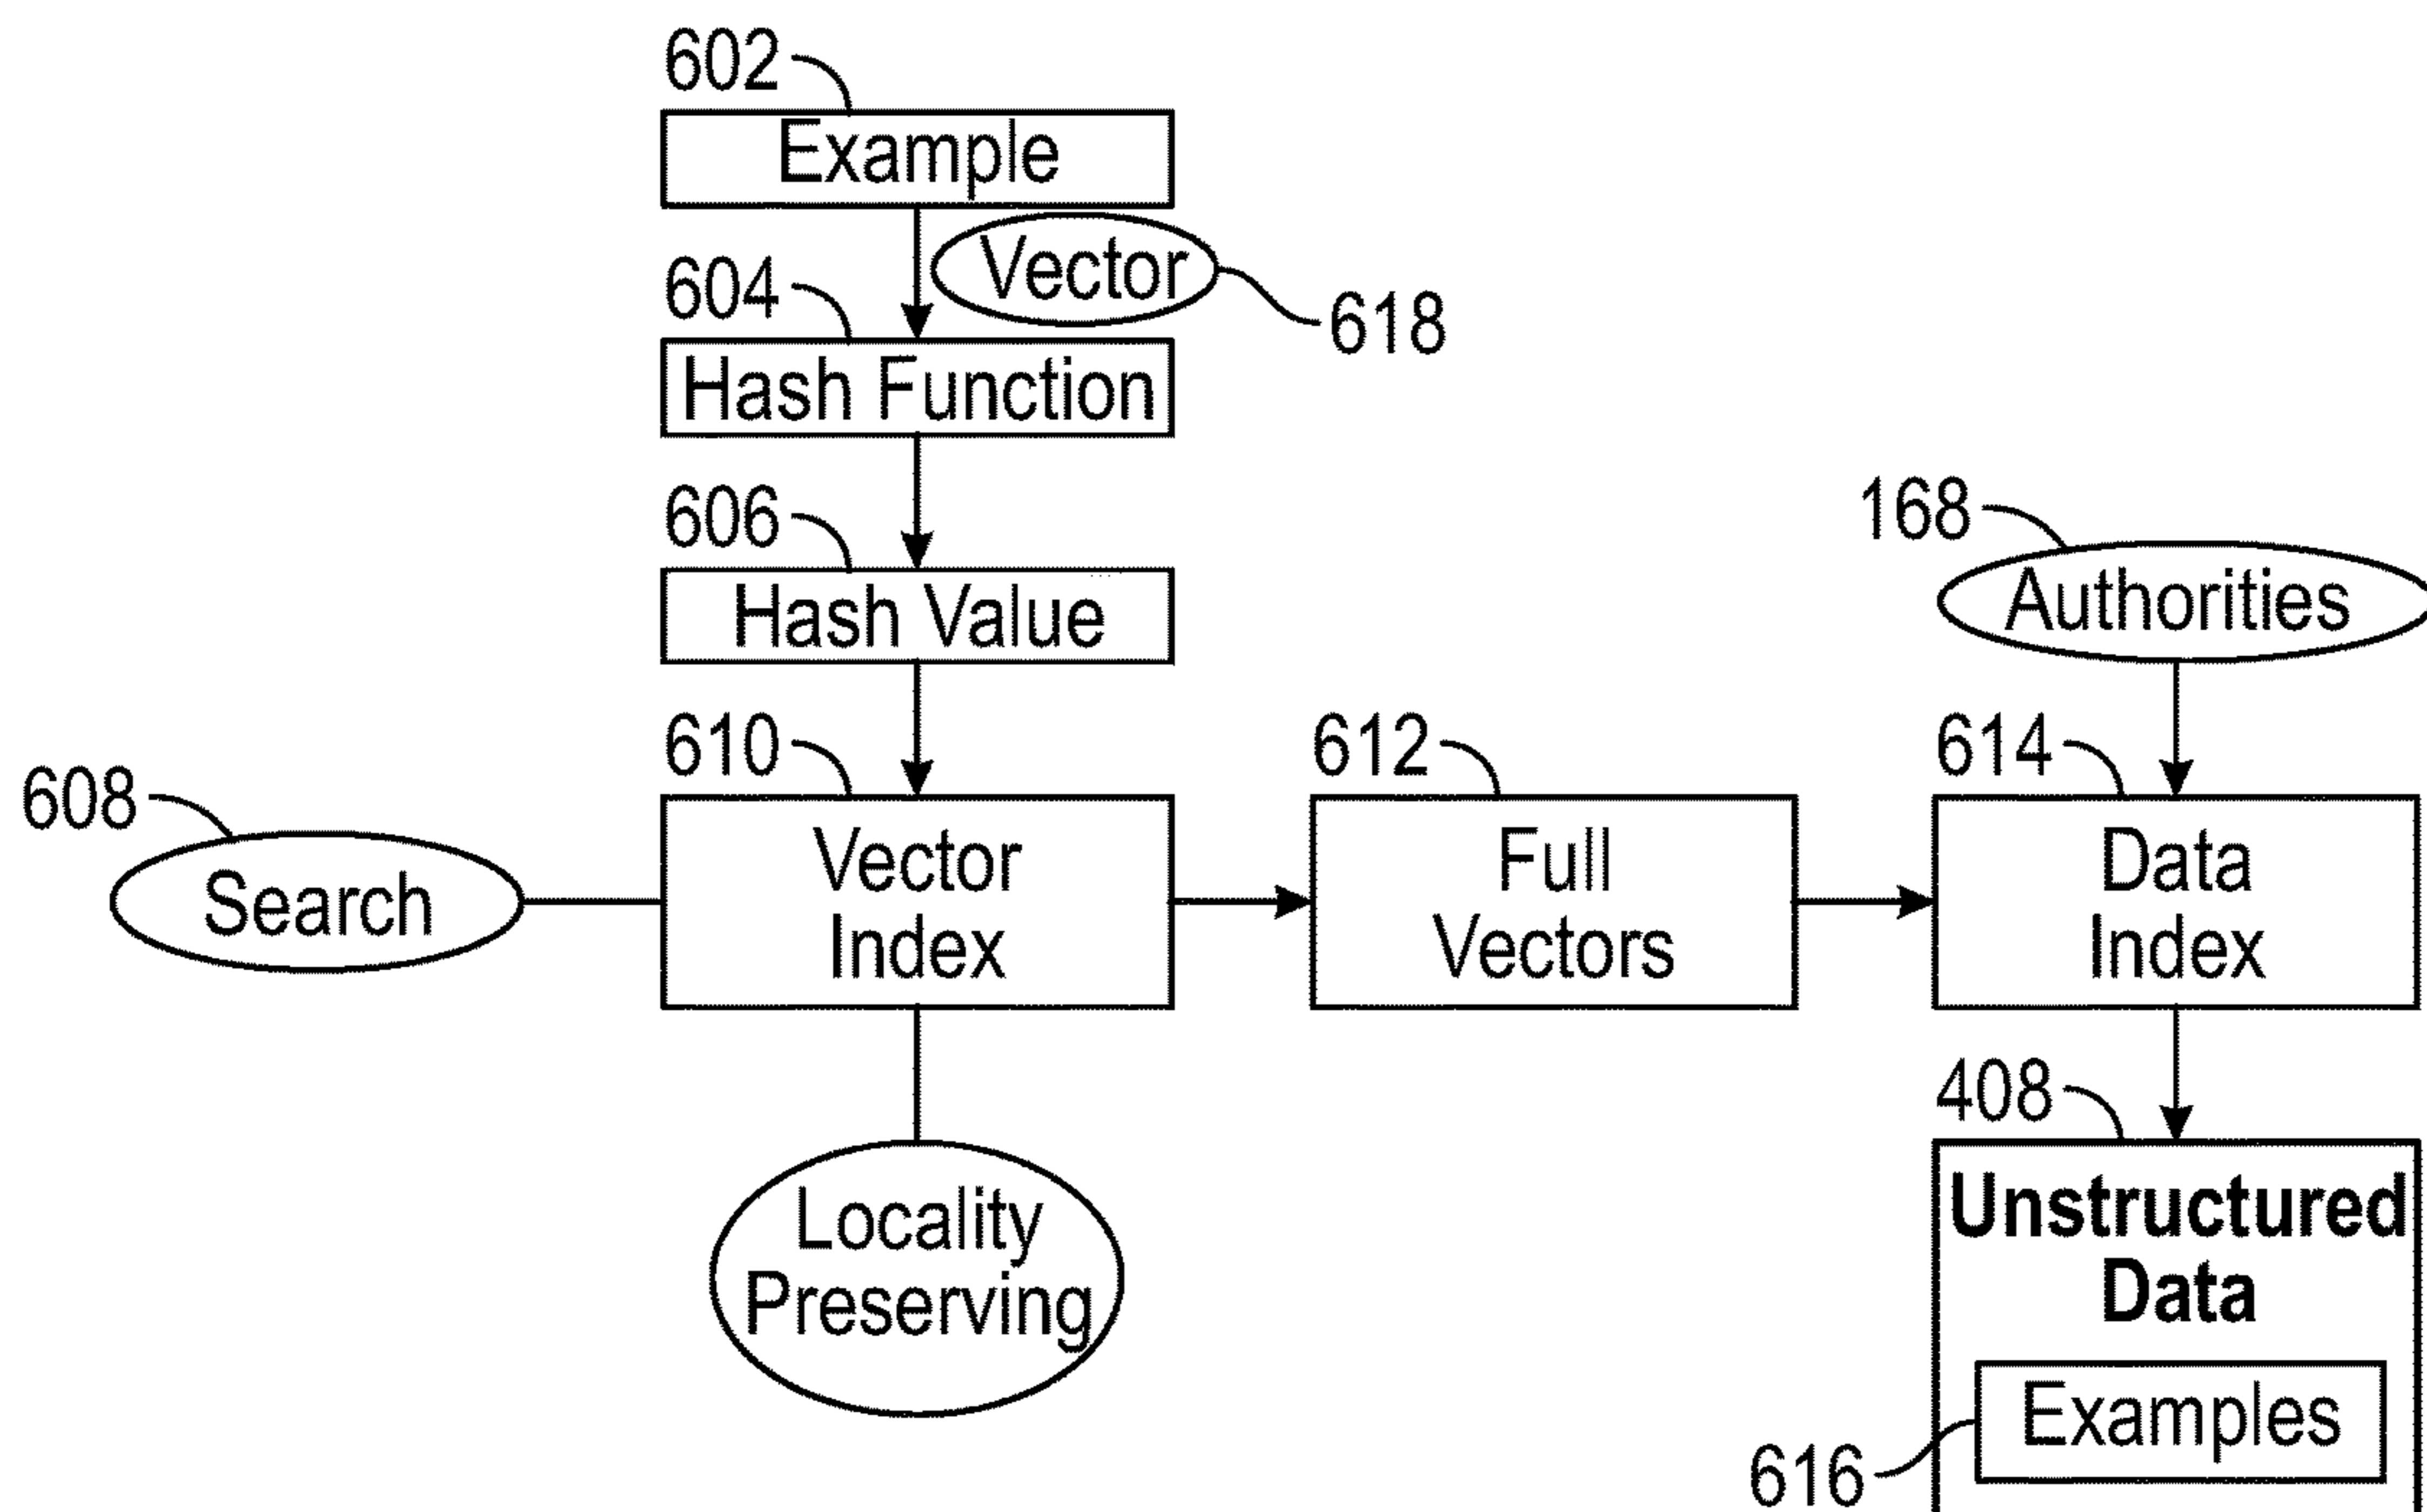 602
Example
Vector
618
604
Hash Function
606
Hash Value
168
Authorities
608
Search
610
Vector
Index
612
Full
Vectors
614
Data
Index
Locality
Preserving
408
Unstructured
Data
Examples
616